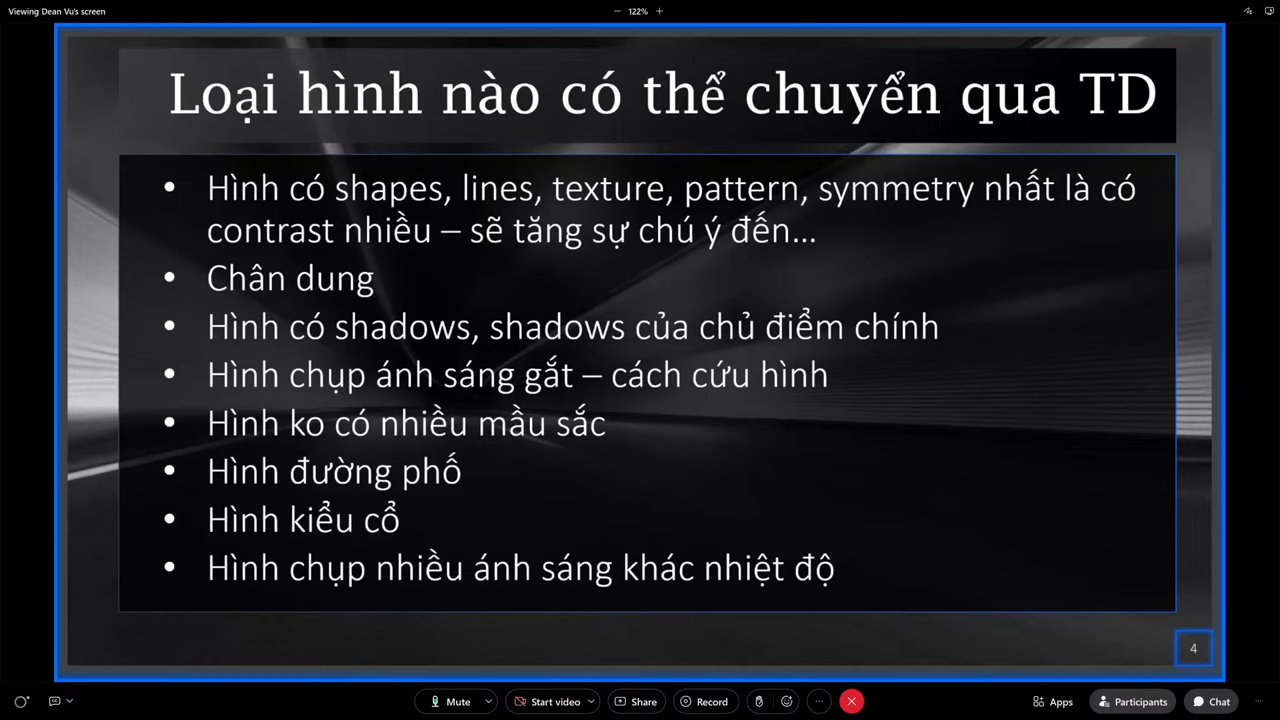 Viewing Dean Vu's screen
122%
Loại hình nào có thể chuyển qua TD
• Hình có shapes, lines, texture, pattern, symmetry nhất là có
contrast nhiều – sẽ tăng sự chú ý đến...
• Chân dung
• Hình có shadows, shadows của chủ điểm chính
• Hình chụp ánh sáng gắt – cách cứu hình
• Hình ko có nhiều mầu sắc
• Hình đường phố
• Hình kiểu cổ
• Hình chụp nhiều ánh sáng khác nhiệt độ
4
Mute Start video Share Record Apps Participants Chat